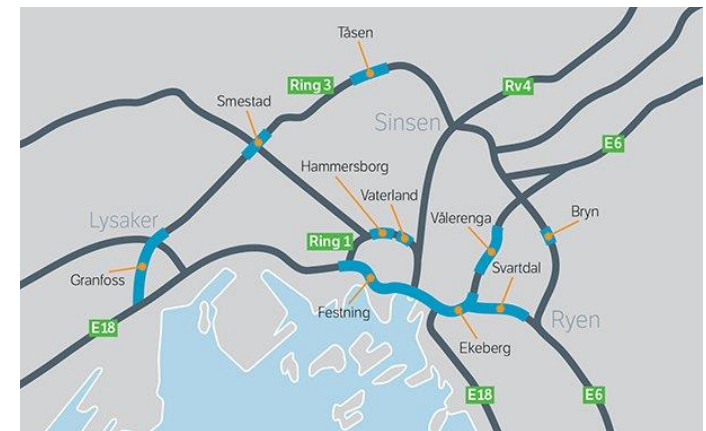 Tåsen
Ring 3
Rv4
Smestad
Sinsen
E6
Hammersborg
Vaterland
Lysaker
Vålerenga
Bryn
Ring 1
Svartdal
Granfoss
Festning
Ryen
E18
Ekeberg
E18
E6